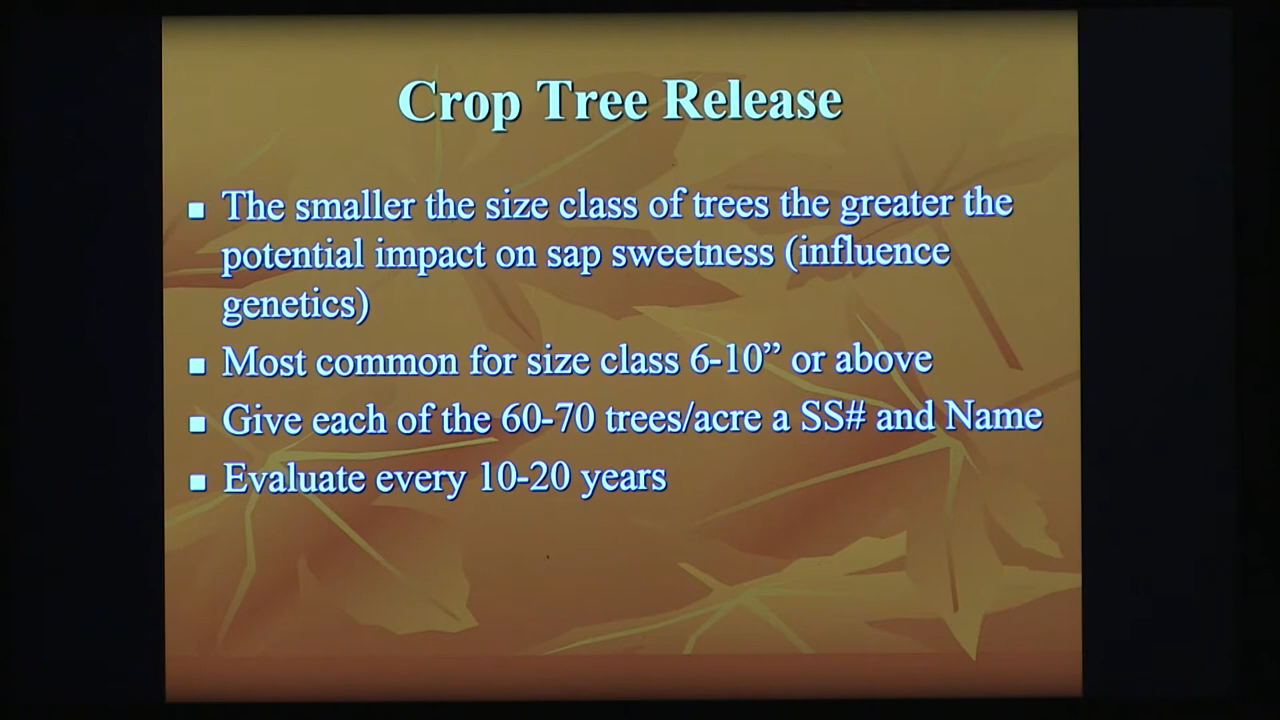 Crop Tree Release
▪ The smaller the size class of trees the greater the
potential impact on sap sweetness (influence
genetics)
▪ Most common for size class 6-10” or above
▪ Give each of the 60-70 trees/acre a SS# and Name
▪ Evaluate every 10-20 years